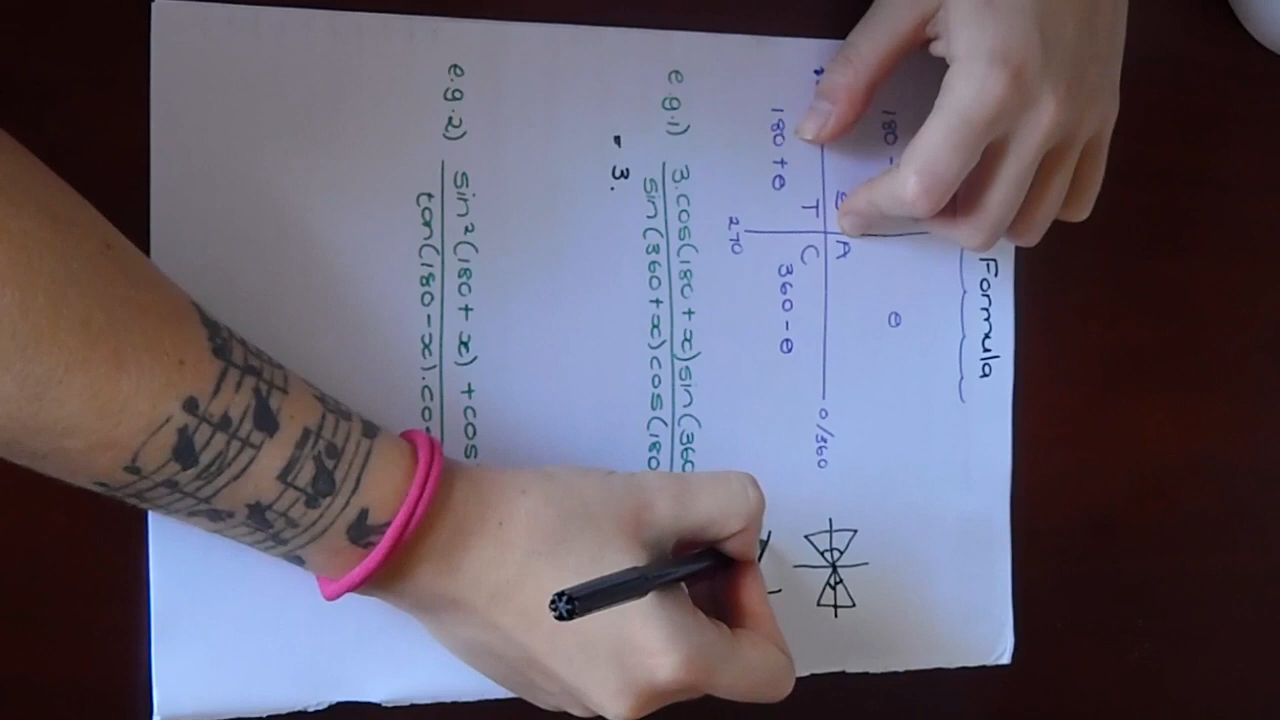 Formula
180 -
θ
S A
0/360
T C
180 + θ 360 - θ
270
e.g.1) 3.cos(180 + x)sin(360
sin(360 + x)cos(180
= 3.
e.g.2) sin²(180 + x) + cos
tan(180 - x).co